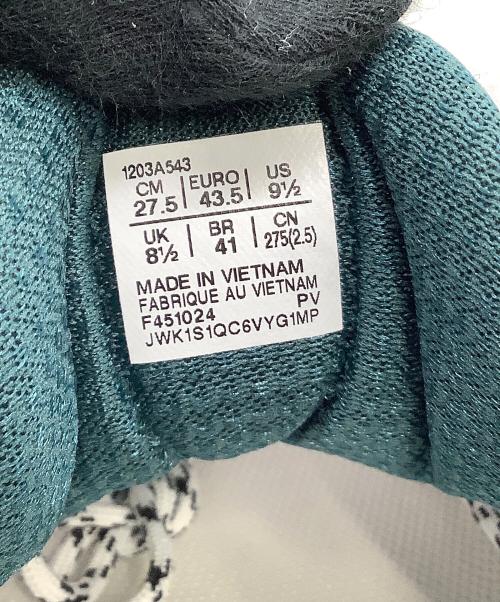 1203A543
CM 27.5 | EURO 43.5 | US 9½
UK 8½ | BR 41 | CN 275(2.5)
MADE IN VIETNAM
FABRIQUE AU VIETNAM
F451024 PV
JWK1S1QC6VYG1MP